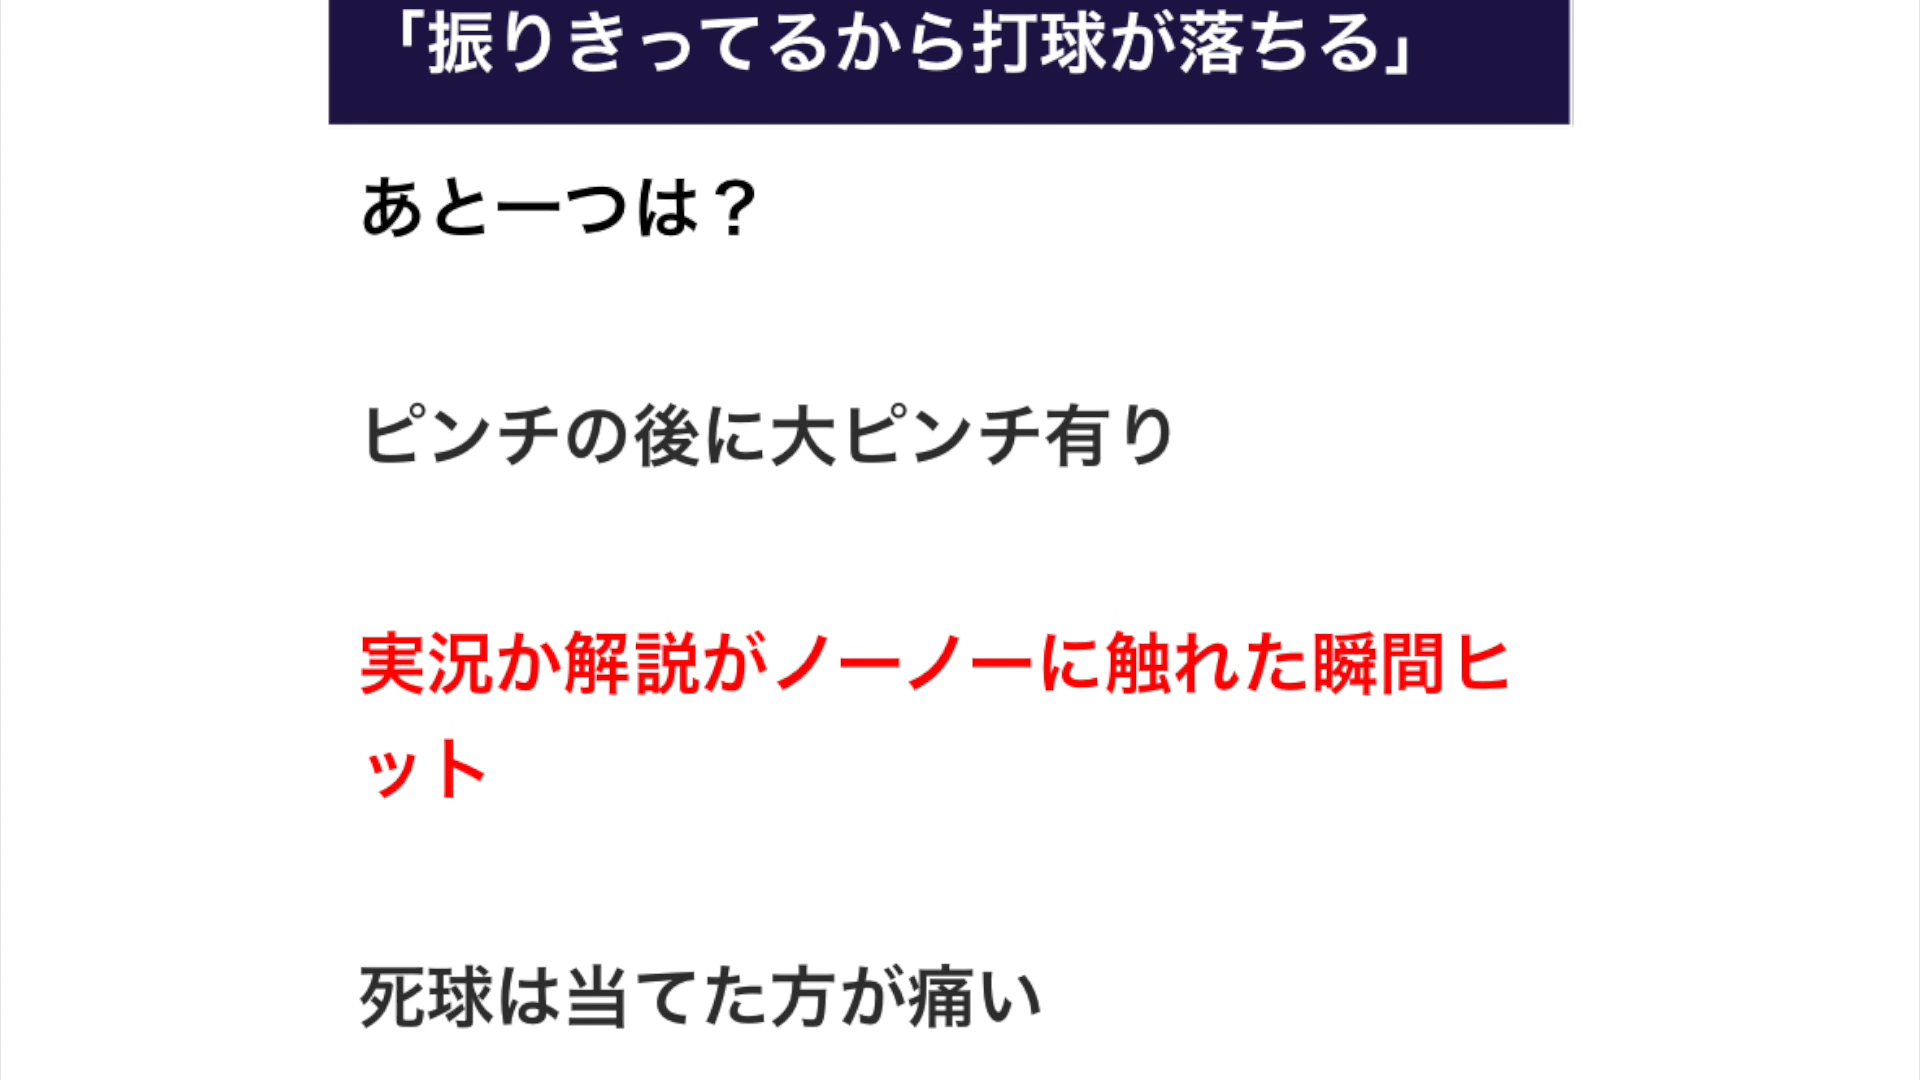 「振りきってるから打球が落ちる」
あと一つは？
ピンチの後に大ピンチ有り
実況か解説がノーノーに触れた瞬間ヒ
ット
死球は当てた方が痛い